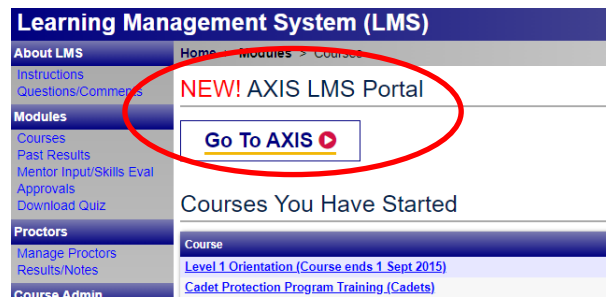 Learning Management System (LMS)
About LMS
Instructions
Questions/Comments
Modules
Courses
Past Results
Mentor Input/Skills Eval
Approvals
Download Quiz
Proctors
Manage Proctors
Results/Notes
Course Admin
Home > Modules > Courses
NEW! AXIS LMS Portal
Go To AXIS
Courses You Have Started
Course
Level 1 Orientation (Course ends 1 Sept 2015)
Cadet Protection Program Training (Cadets)